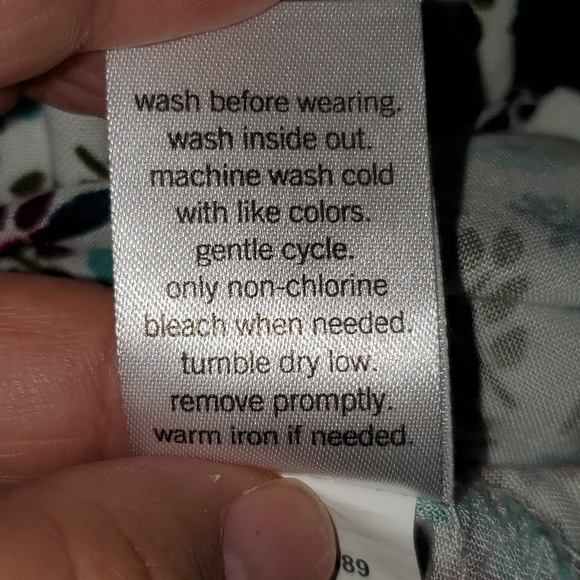 wash before wearing.
wash inside out.
machine wash cold
with like colors.
gentle cycle.
only non-chlorine
bleach when needed.
tumble dry low.
remove promptly.
warm iron if needed.
89